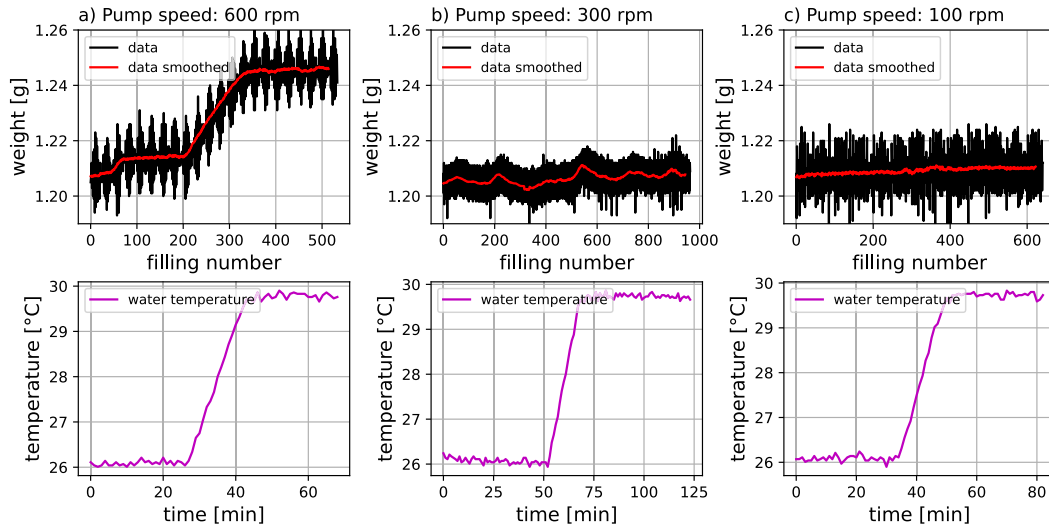 a) Pump speed: 600 rpm
1.26
1.24
1.22
1.20
weight [g]
data
data smoothed
0 100 200 300 400 500
filling number
b) Pump speed: 300 rpm
1.26
1.24
1.22
1.20
weight [g]
data
data smoothed
0 200 400 600 800 1000
filling number
c) Pump speed: 100 rpm
1.26
1.24
1.22
1.20
weight [g]
data
data smoothed
0 200 400 600
filling number
30
29
28
27
26
temperature [°C]
water temperature
0 20 40 60
time [min]
30
29
28
27
26
temperature [°C]
water temperature
0 25 50 75 100 125
time [min]
30
29
28
27
26
temperature [°C]
water temperature
0 20 40 60 80
time [min]